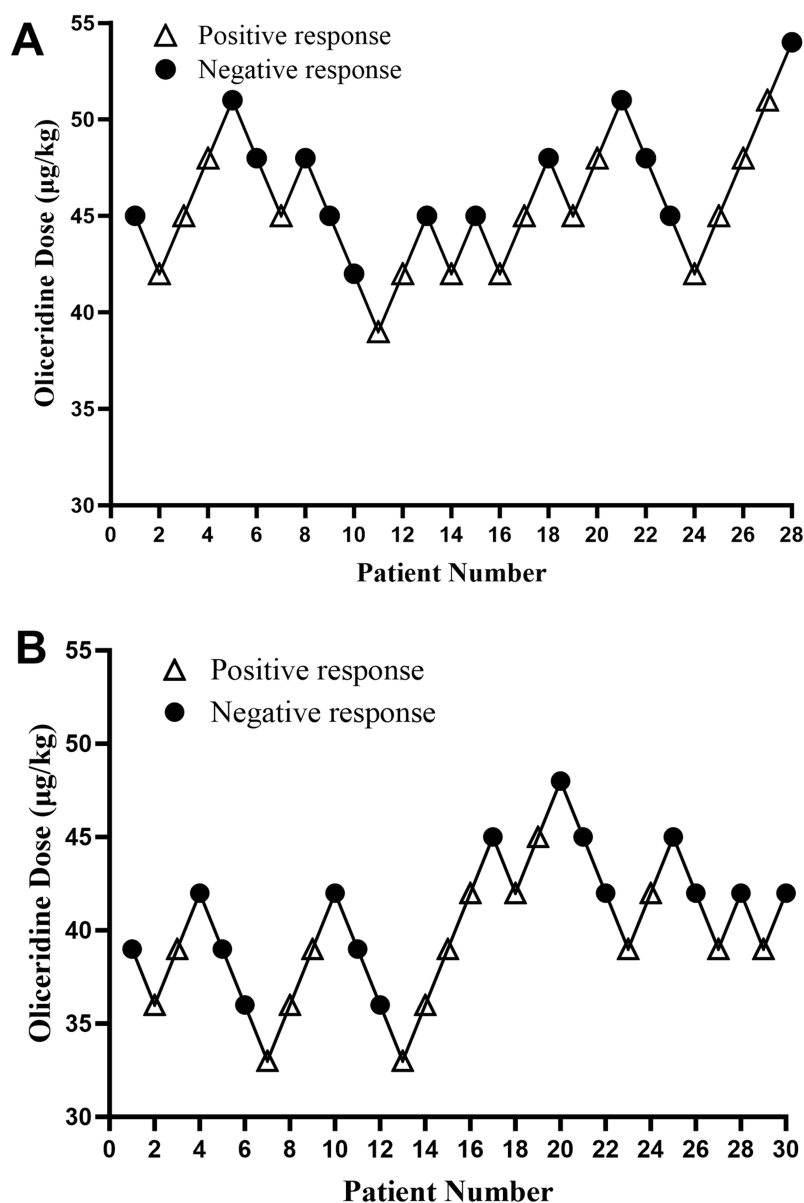 A
Positive response
Negative response
55
50
45
40
35
30
Oliceridine Dose (μg/kg)
0 2 4 6 8 10 12 14 16 18 20 22 24 26 28
Patient Number
B
Positive response
Negative response
55
50
45
40
35
30
Oliceridine Dose (μg/kg)
0 2 4 6 8 10 12 14 16 18 20 22 24 26 28 30
Patient Number